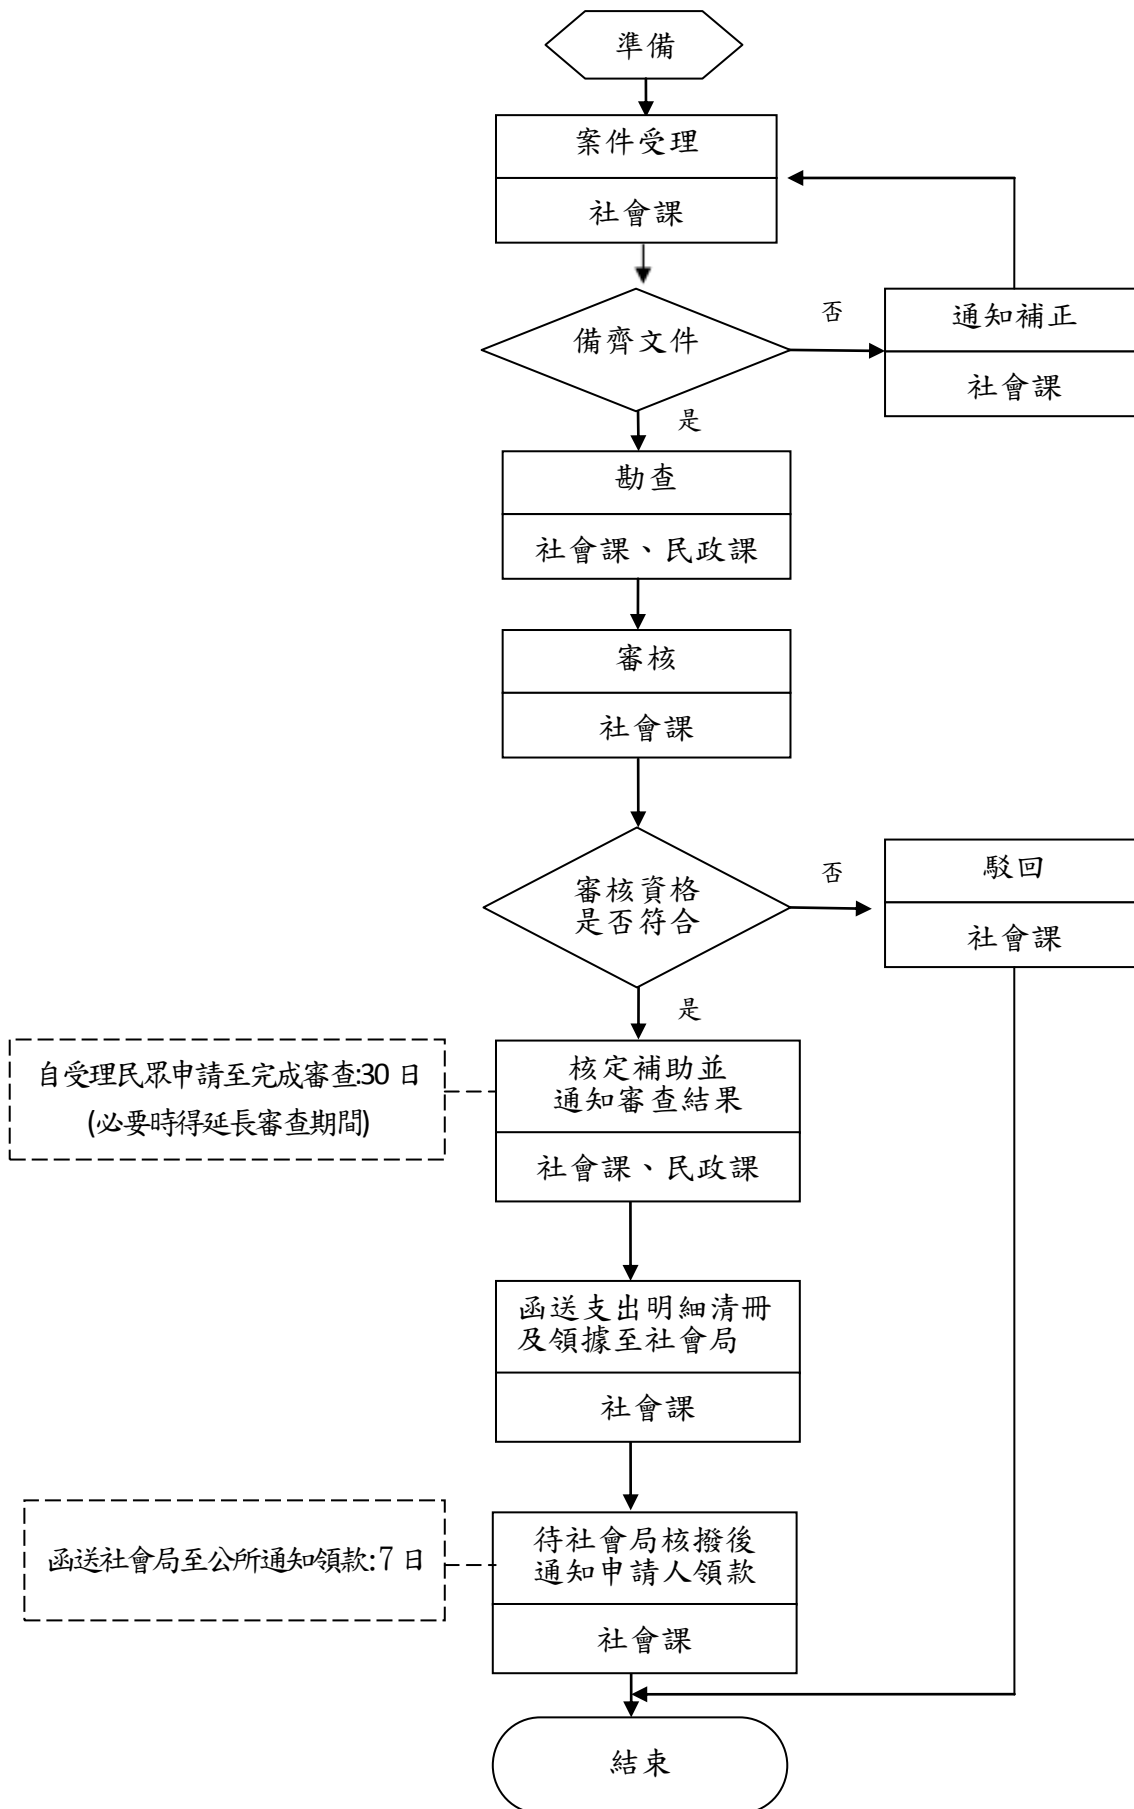 準備
案件受理
社會課
備齊文件
否
通知補正
社會課
是
勘查
社會課、民政課
審核
社會課
審核資格
是否符合
否
駁回
社會課
是
自受理民眾申請至完成審查:30 日
(必要時得延長審查期間)
核定補助並
通知審查結果
社會課、民政課
函送支出明細清冊
及領據至社會局
社會課
函送社會局至公所通知領款:7 日
待社會局核撥後
通知申請人領款
社會課
結束